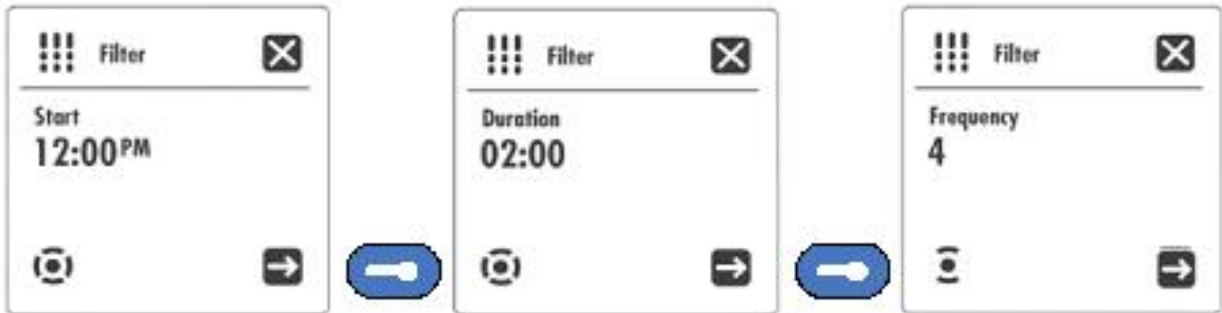 Filter
Start
12:00PM
Filter
Duration
02:00
Filter
Frequency
4